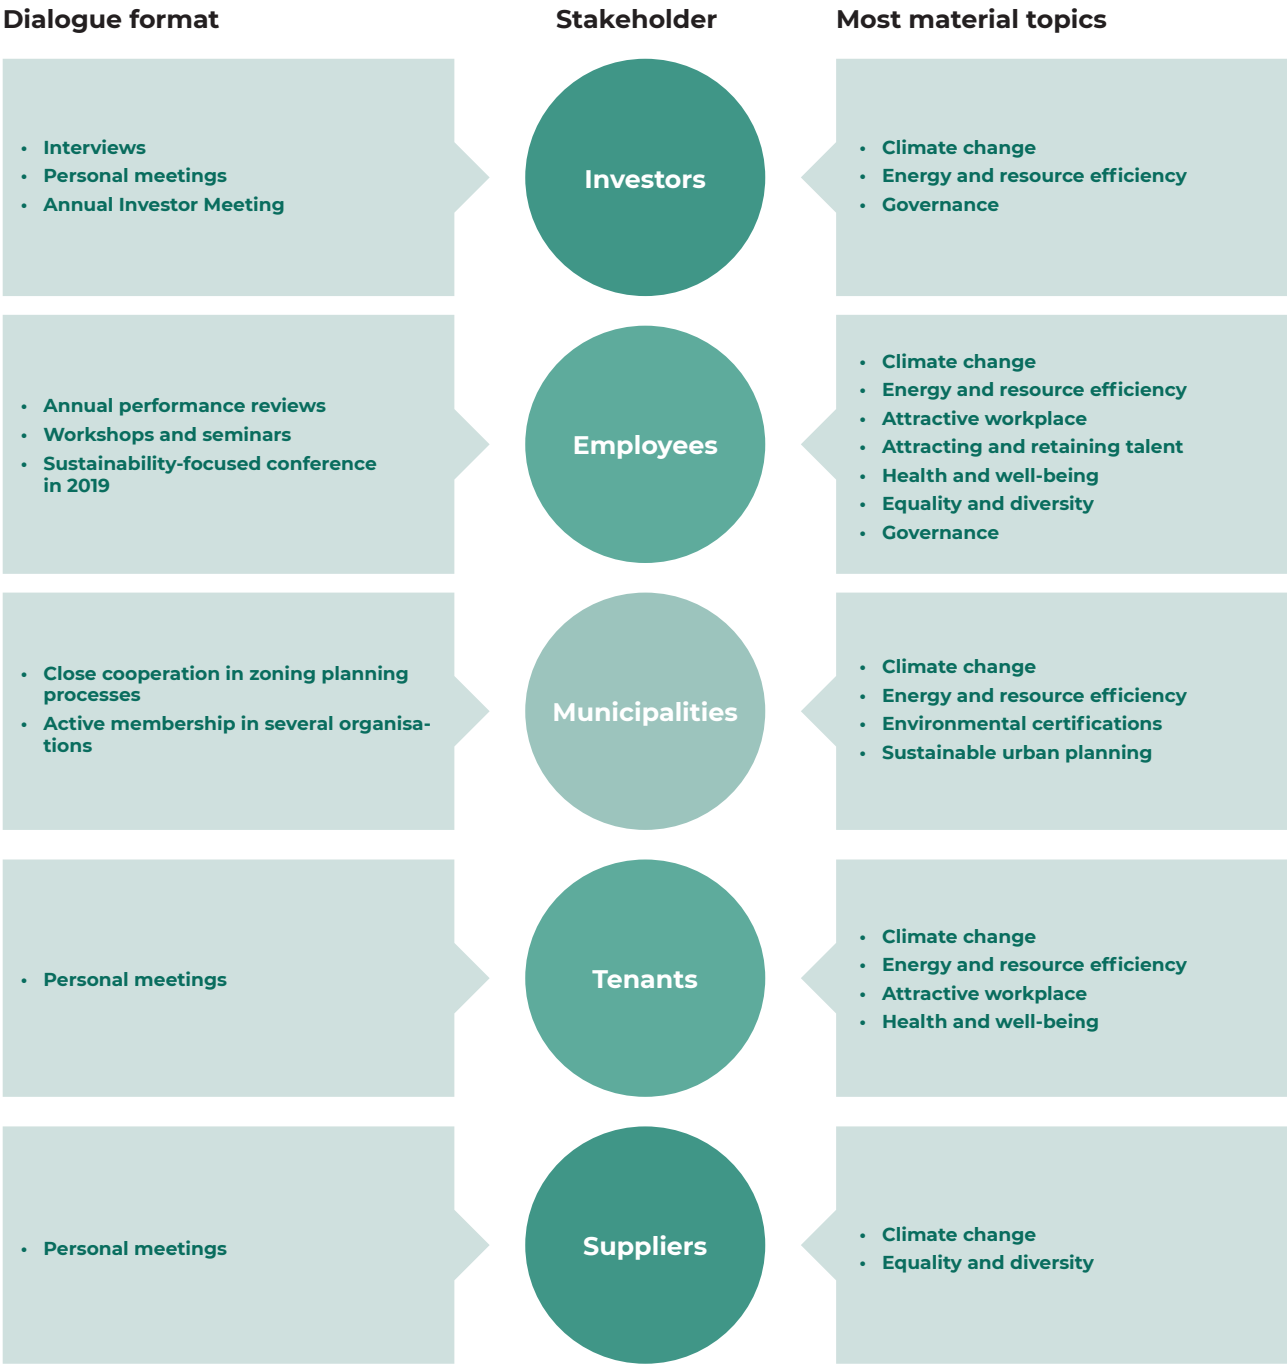 Dialogue format
Stakeholder
Most material topics
• Interviews
• Personal meetings
• Annual Investor Meeting
Investors
• Climate change
• Energy and resource efficiency
• Governance
• Annual performance reviews
• Workshops and seminars
• Sustainability-focused conference
in 2019
Employees
• Climate change
• Energy and resource efficiency
• Attractive workplace
• Attracting and retaining talent
• Health and well-being
• Equality and diversity
• Governance
• Close cooperation in zoning planning
processes
• Active membership in several organisa-
tions
Municipalities
• Climate change
• Energy and resource efficiency
• Environmental certifications
• Sustainable urban planning
• Personal meetings
Tenants
• Climate change
• Energy and resource efficiency
• Attractive workplace
• Health and well-being
• Personal meetings
Suppliers
• Climate change
• Equality and diversity